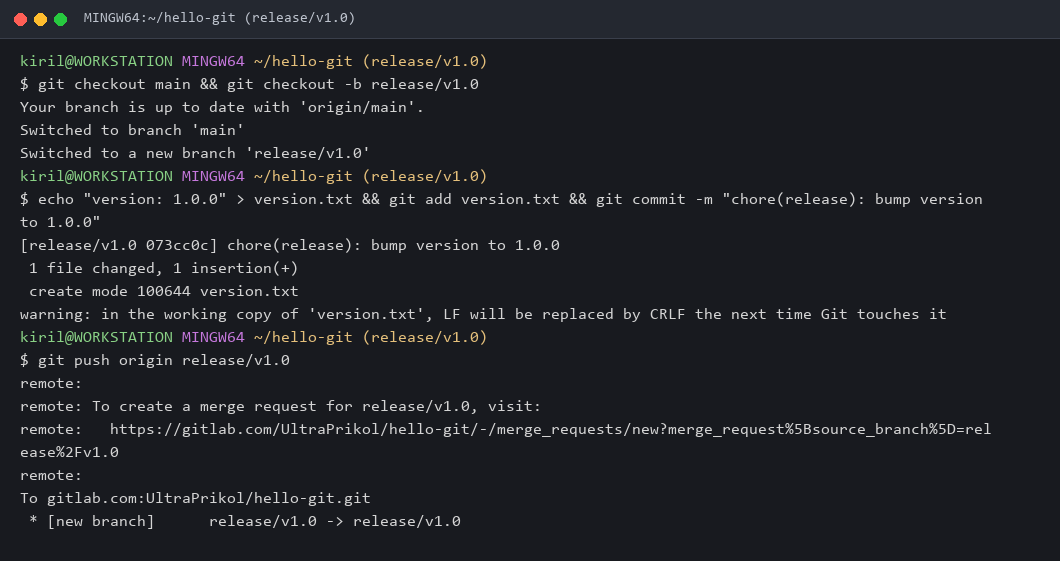 MINGW64:~/hello-git (release/v1.0)
kiril@WORKSTATION MINGW64 ~/hello-git (release/v1.0)
$ git checkout main && git checkout -b release/v1.0
Your branch is up to date with 'origin/main'.
Switched to branch 'main'
Switched to a new branch 'release/v1.0'
kiril@WORKSTATION MINGW64 ~/hello-git (release/v1.0)
$ echo "version: 1.0.0" > version.txt && git add version.txt && git commit -m "chore(release): bump version
to 1.0.0"
[release/v1.0 073cc0c] chore(release): bump version to 1.0.0
 1 file changed, 1 insertion(+)
 create mode 100644 version.txt
warning: in the working copy of 'version.txt', LF will be replaced by CRLF the next time Git touches it
kiril@WORKSTATION MINGW64 ~/hello-git (release/v1.0)
$ git push origin release/v1.0
remote:
remote: To create a merge request for release/v1.0, visit:
remote:   https://gitlab.com/UltraPrikol/hello-git/-/merge_requests/new?merge_request%5Bsource_branch%5D=rel
ease%2Fv1.0
remote:
To gitlab.com:UltraPrikol/hello-git.git
 * [new branch]      release/v1.0 -> release/v1.0